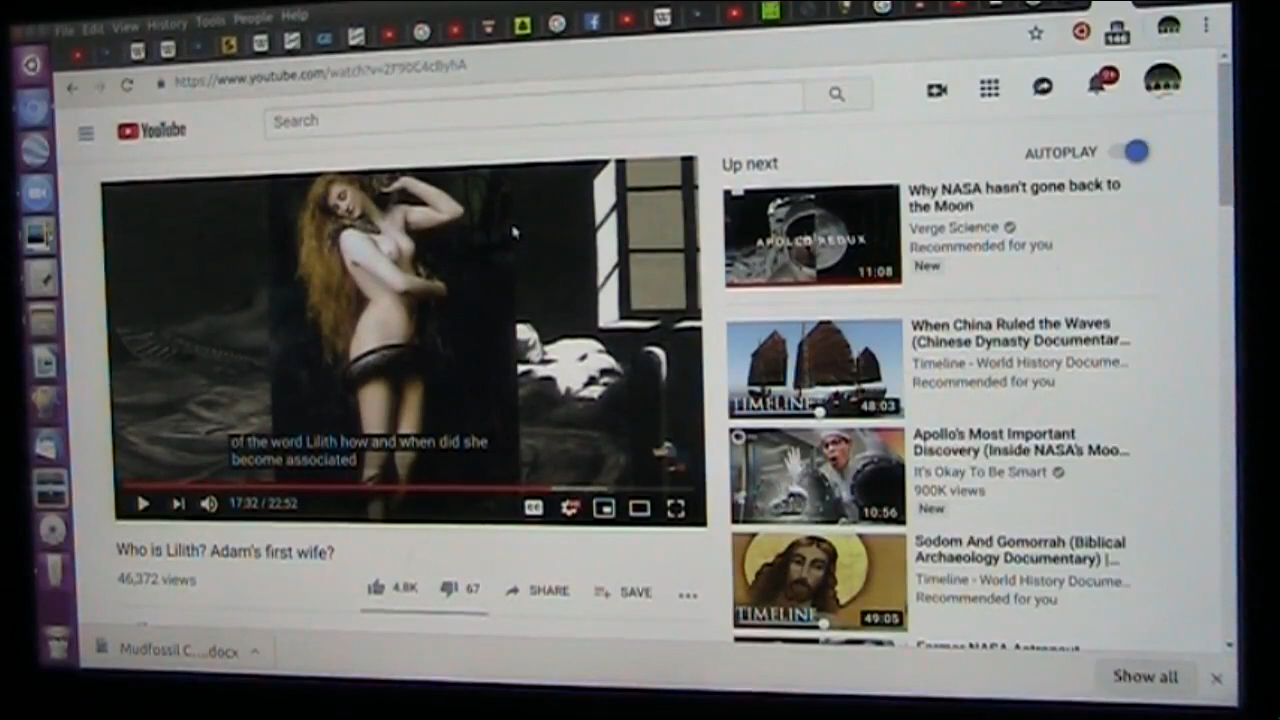 File Edit View History Tools People Help
https://www.youtube.com/watch?v=2F90C4cByhA
146
YouTube
Search
9+
Up next
AUTOPLAY
APOLLO REDUX
11:08
Why NASA hasn't gone back to
the Moon
Verge Science
Recommended for you
New
TIMELINE
48:03
When China Ruled the Waves
(Chinese Dynasty Documentar...
Timeline - World History Docume...
Recommended for you
10:56
Apollo's Most Important
Discovery (Inside NASA's Moo...
It's Okay To Be Smart
900K views
New
TIMELINE
49:05
Sodom And Gomorrah (Biblical
Archaeology Documentary) |...
Timeline - World History Docume...
Recommended for you
of the word Lilith how and when did she
become associated
17:32 / 22:52
CC
Who is Lilith? Adam's first wife?
46,372 views
4.8K
67
SHARE
SAVE
Mudfossil C....docx
Show all